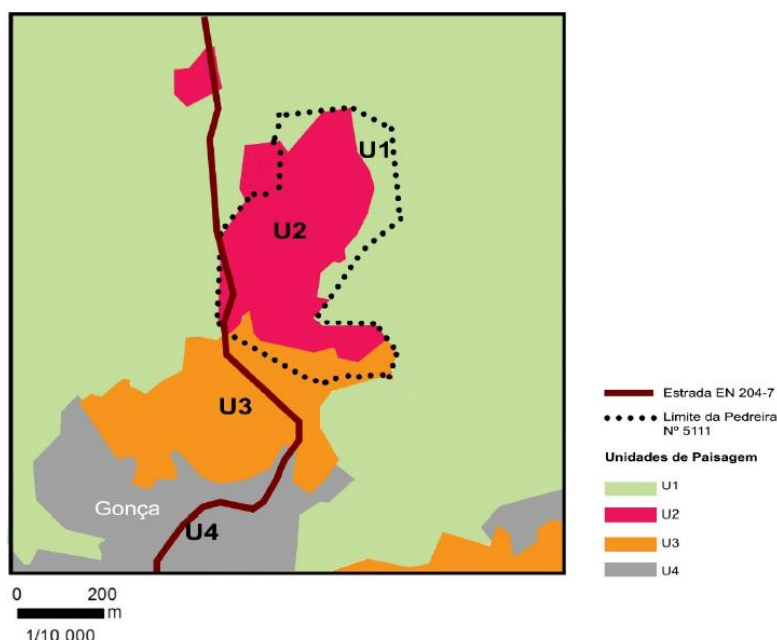 U1
U2
U3
Gonça
U4
Estrada EN 204-7
Limite da Pedreira
Nº 5111
Unidades de Paisagem
U1
U2
U3
U4
0 200
m
1/10 000